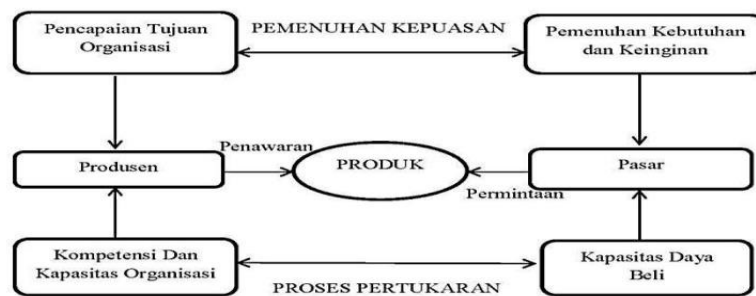 Pencapaian Tujuan
Organisasi
PEMENUHAN KEPUASAN
Pemenuhan Kebutuhan
dan Keinginan
Produsen
Penawaran
PRODUK
Permintaan
Pasar
Kompetensi Dan
Kapasitas Organisasi
PROSES PERTUKARAN
Kapasitas Daya
Beli